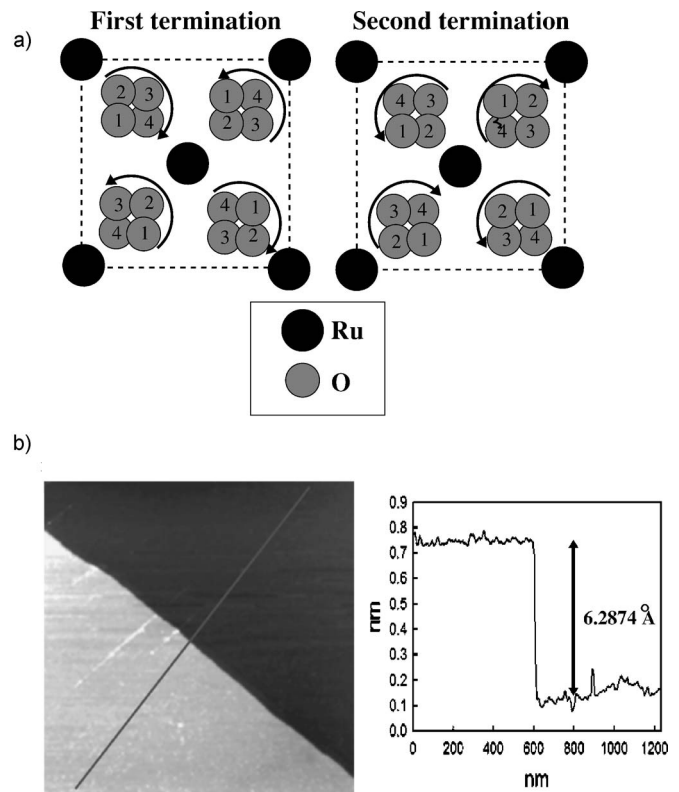 First termination Second termination
a)
2 3 1 4 4 3 1 2
1 4 2 3 1 2 4 3
3 2 4 1 3 4 2 1
4 1 3 2 2 1 3 4
Ru
O
b)
0.9
0.8
0.7
0.6
0.5
0.4
0.3
0.2
0.1
0.0
nm
6.2874 Å
0 200 400 600 800 1000 1200
nm